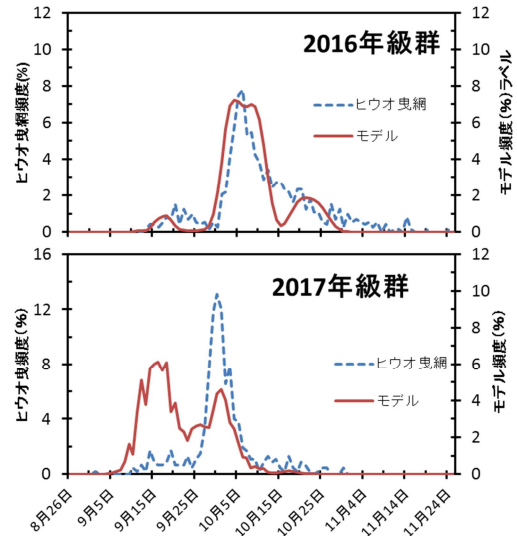 2016年級群
12
10
8
6
4
2
0
ヒウオ曳網頻度(%)
12
10
8
6
4
2
0
モデル頻度(%)ラベル
ヒウオ曳網
モデル
2017年級群
16
12
8
4
0
ヒウオ曳頻度(%)
12
10
8
6
4
2
0
モデル頻度(%)
ヒウオ曳網
モデル
8月26日
9月5日
9月15日
9月25日
10月5日
10月15日
10月25日
11月4日
11月14日
11月24日